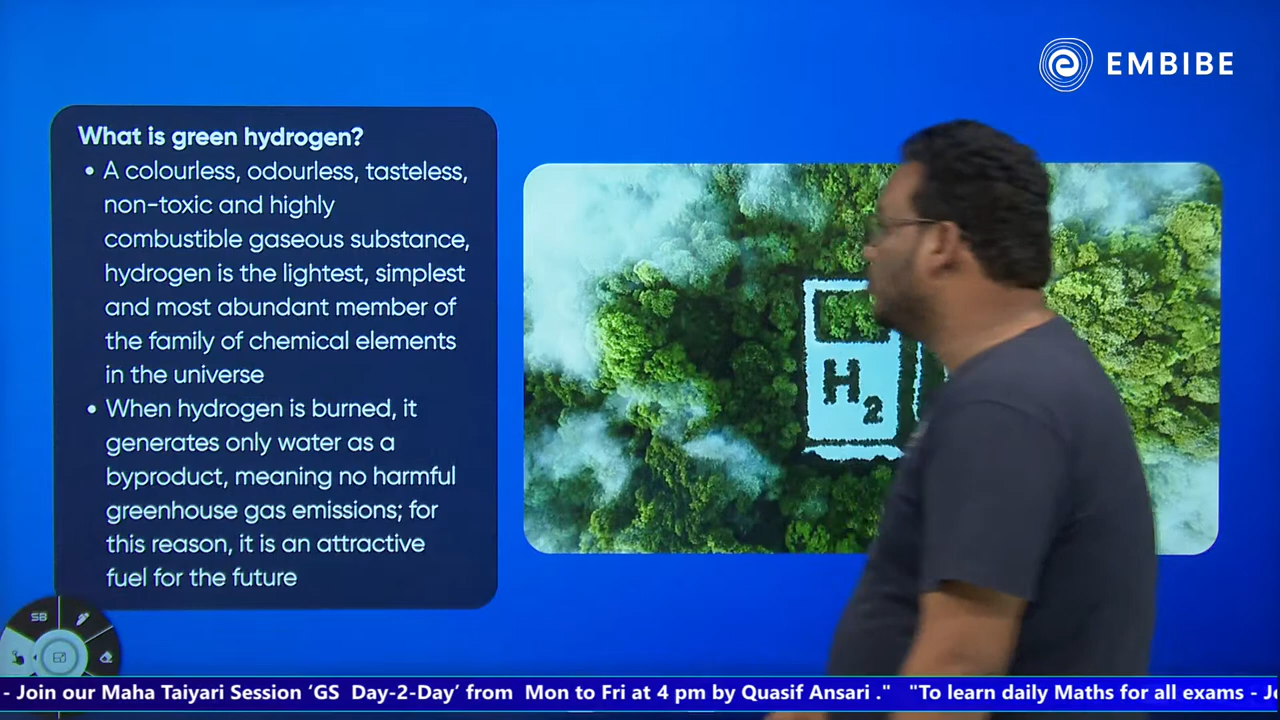 EMBIBE
What is green hydrogen?
• A colourless, odourless, tasteless,
non-toxic and highly
combustible gaseous substance,
hydrogen is the lightest, simplest
and most abundant member of
the family of chemical elements
in the universe
• When hydrogen is burned, it
generates only water as a
byproduct, meaning no harmful
greenhouse gas emissions; for
this reason, it is an attractive
fuel for the future
H2
SB
- Join our Maha Taiyari Session ‘GS Day-2-Day’ from Mon to Fri at 4 pm by Quasif Ansari ." "To learn daily Maths for all exams -